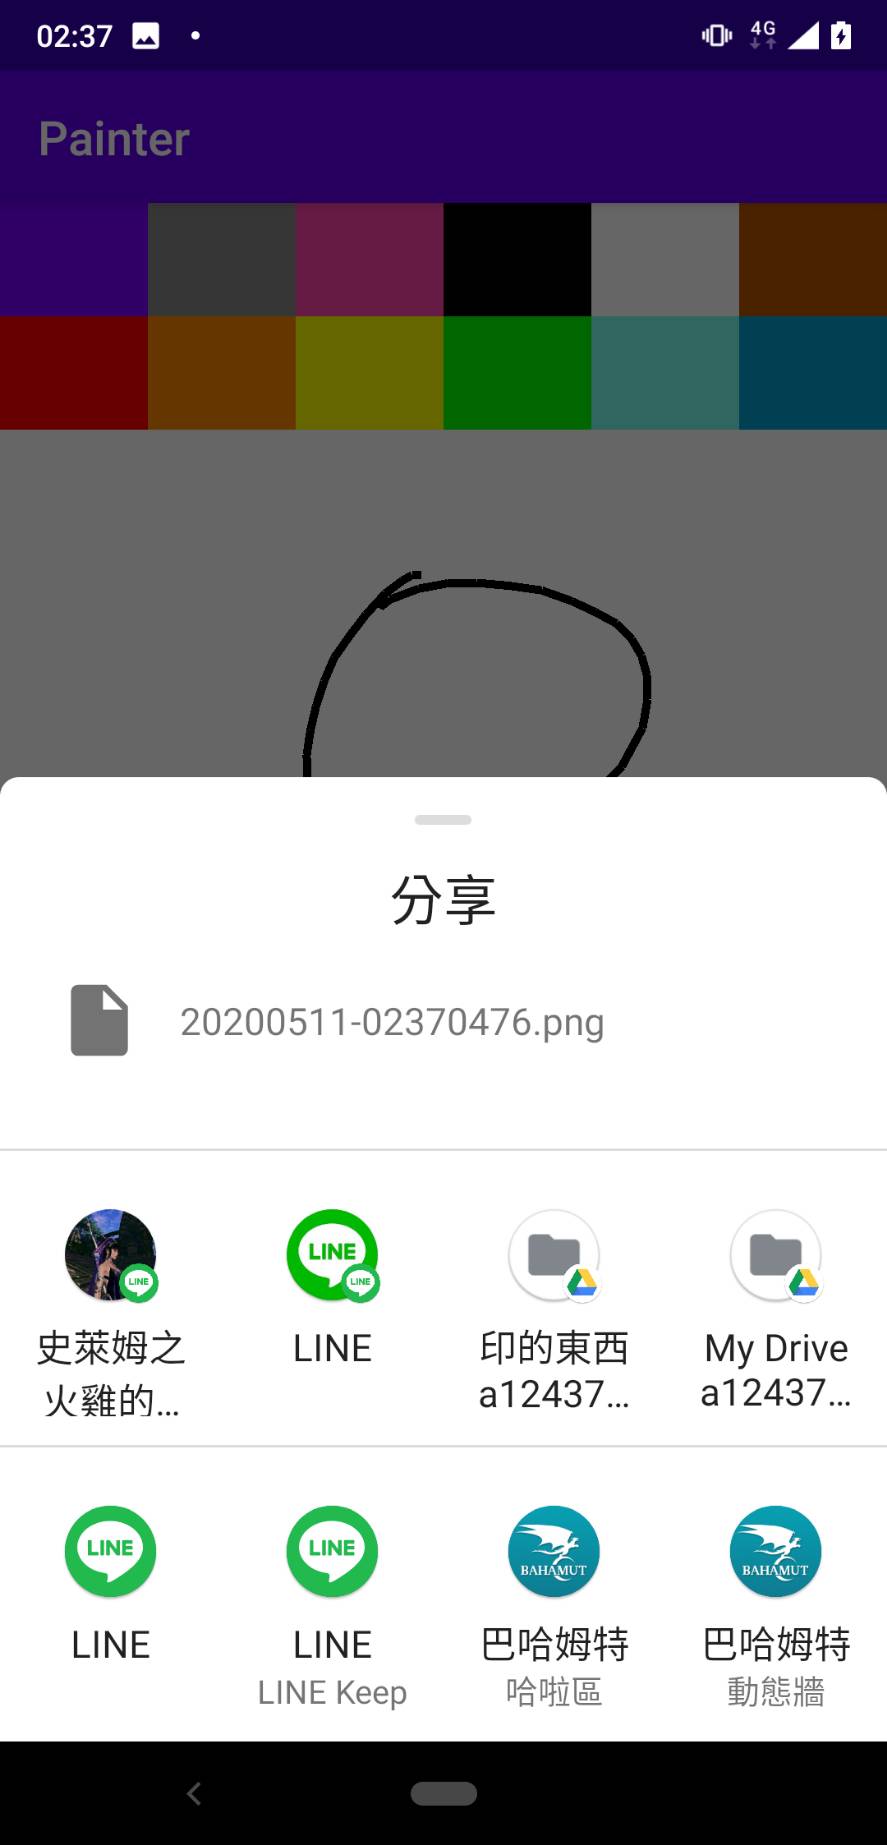 02:37
4G
Painter
分享
20200511-02370476.png
LINE
LINE
LINE
史萊姆之
火雞的...
LINE
印的東西
a12437...
My Drive
a12437...
LINE
LINE
BAHAMUT
BAHAMUT
LINE
LINE
LINE Keep
巴哈姆特
哈啦區
巴哈姆特
動態牆